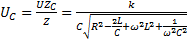 U_C = \frac{UZ_C}{Z} = \frac{k}{C\sqrt{R^2 - \frac{2L}{C} + \omega^2 L^2 + \frac{1}{\omega^2 C^2}}}